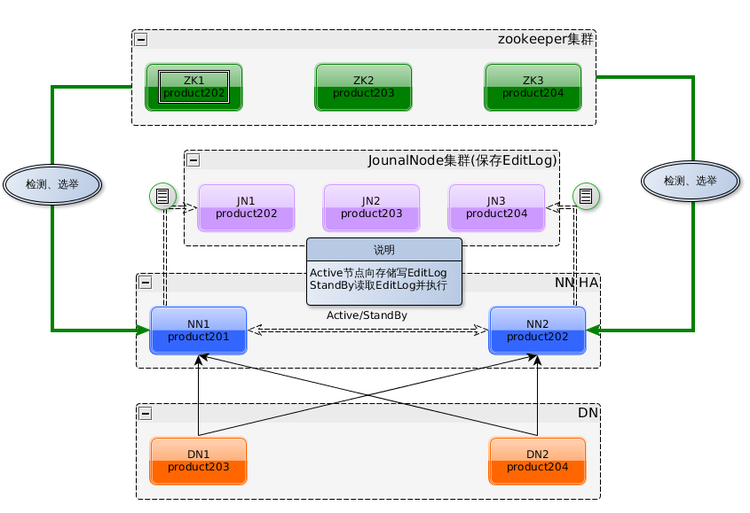 zookeeper集群
ZK1
product202
ZK2
product203
ZK3
product204
检测、选举
检测、选举
JounalNode集群(保存EditLog)
JN1
product202
JN2
product203
JN3
product204
说明
Active节点向存储写EditLog
StandBy读取EditLog并执行
NN HA
NN1
product201
Active/StandBy
NN2
product202
DN
DN1
product203
DN2
product204